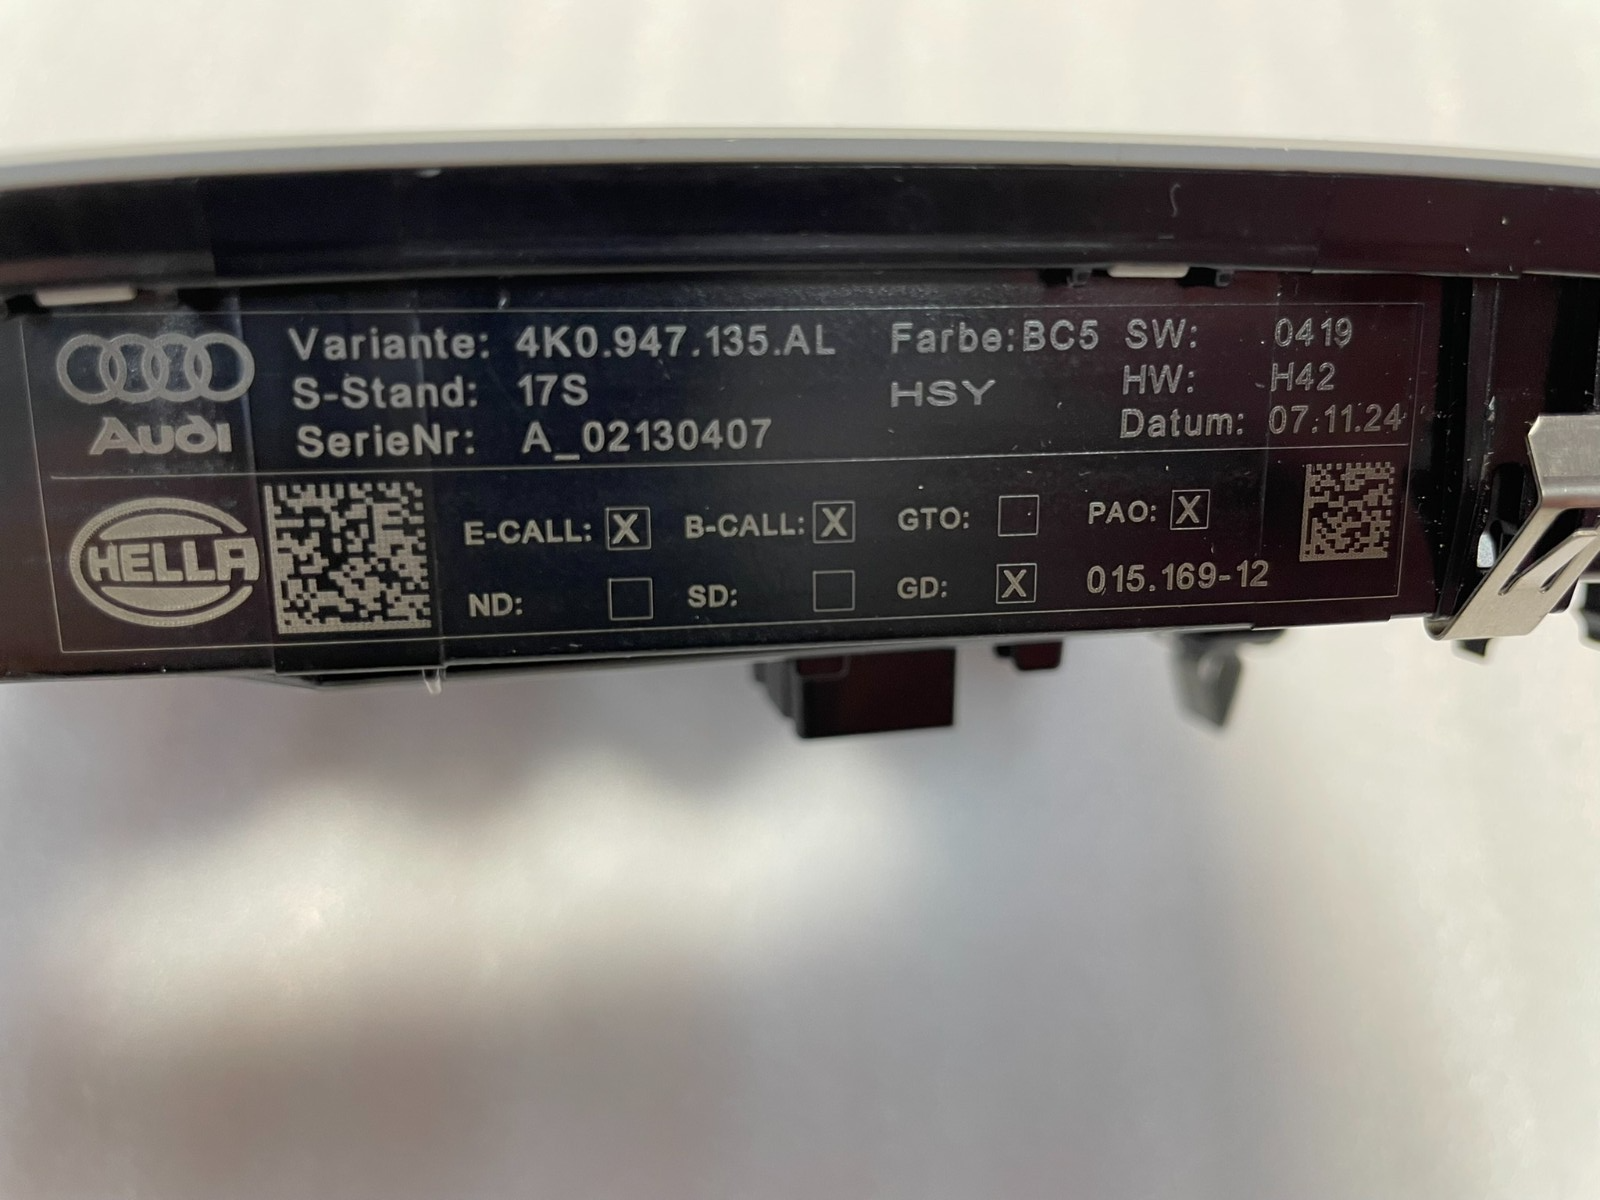 Variante: 4K0.947.135.AL Farbe:BC5 SW: 0419
S-Stand: 17S HSY HW: H42
Audi SerieNr: A_02130407 Datum: 07.11.24
HELLA E-CALL: X B-CALL: X GTO: PAO: X
ND: SD: GD: X 015.169-12